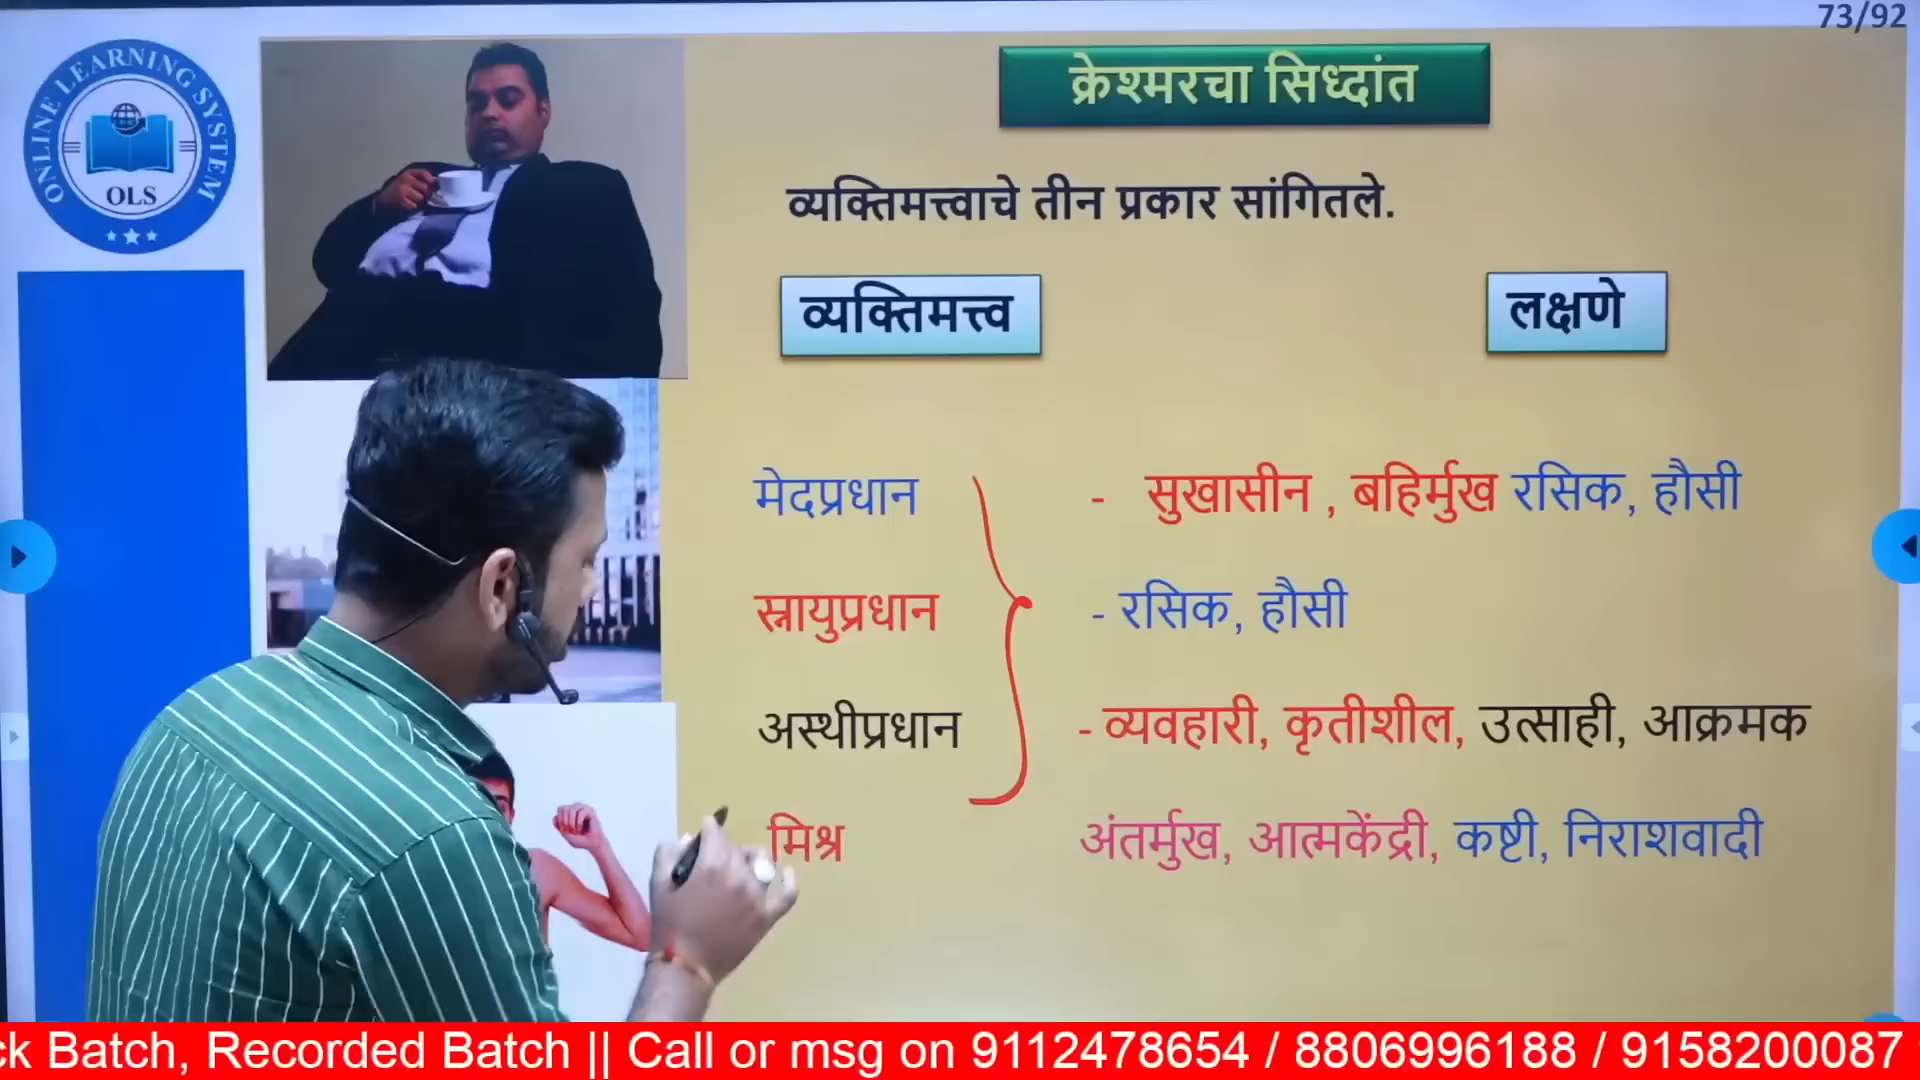 73/92
ONLINE LEARNING SYSTEM
OLS
क्रेश्मरचा सिध्दांत
व्यक्तिमत्त्वाचे तीन प्रकार सांगितले.
व्यक्तिमत्त्व लक्षणे
मेदप्रधान - सुखासीन , बहिर्मुख रसिक, हौसी
स्नायुप्रधान - रसिक, हौसी
अस्थीप्रधान - व्यवहारी, कृतीशील, उत्साही, आक्रमक
मिश्र अंतर्मुख, आत्मकेंद्री, कष्टी, निराशवादी
ck Batch, Recorded Batch || Call or msg on 9112478654 / 8806996188 / 9158200087